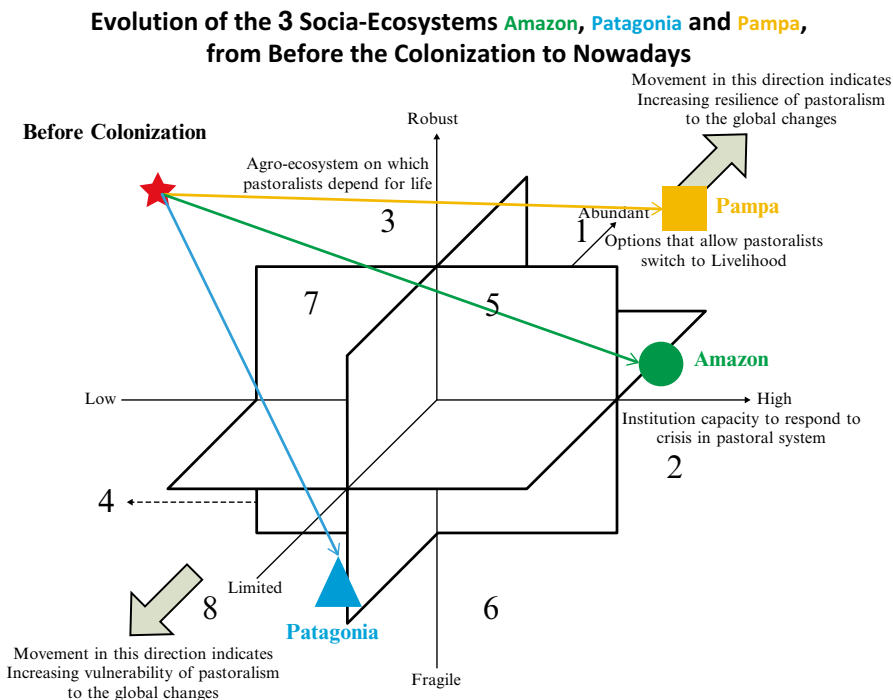 Evolution of the 3 Socia-Ecosystems Amazon, Patagonia and Pampa,
from Before the Colonization to Nowadays
Movement in this direction indicates
Increasing resilience of pastoralism
to the global changes
Before Colonization
Robust
Agro-ecosystem on which
pastoralists depend for life
3
Abundant
1
Pampa
Options that allow pastoralists
switch to Livelihood
7
5
Amazon
Low
High
Institution capacity to respond to
crisis in pastoral system
2
4
Limited
8
6
Patagonia
Movement in this direction indicates
Increasing vulnerability of pastoralism
to the global changes
Fragile